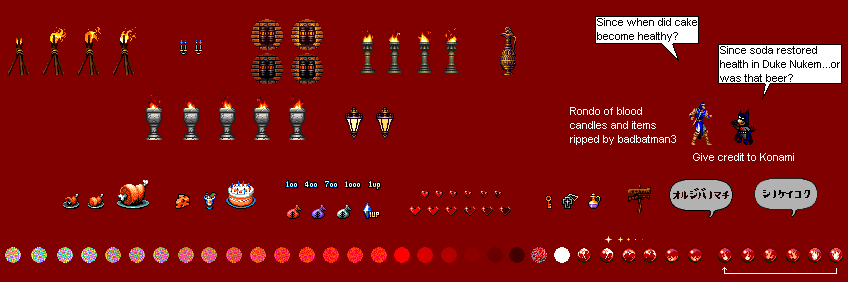 Since when did cake
become healthy?
Since soda restored
health in Duke Nukem...or
was that beer?
Rondo of blood
candles and items
ripped by badbatman3
Give credit to Konami
100 400 700 1000 1up
1UP
オルジバノマチ
シノケイコク